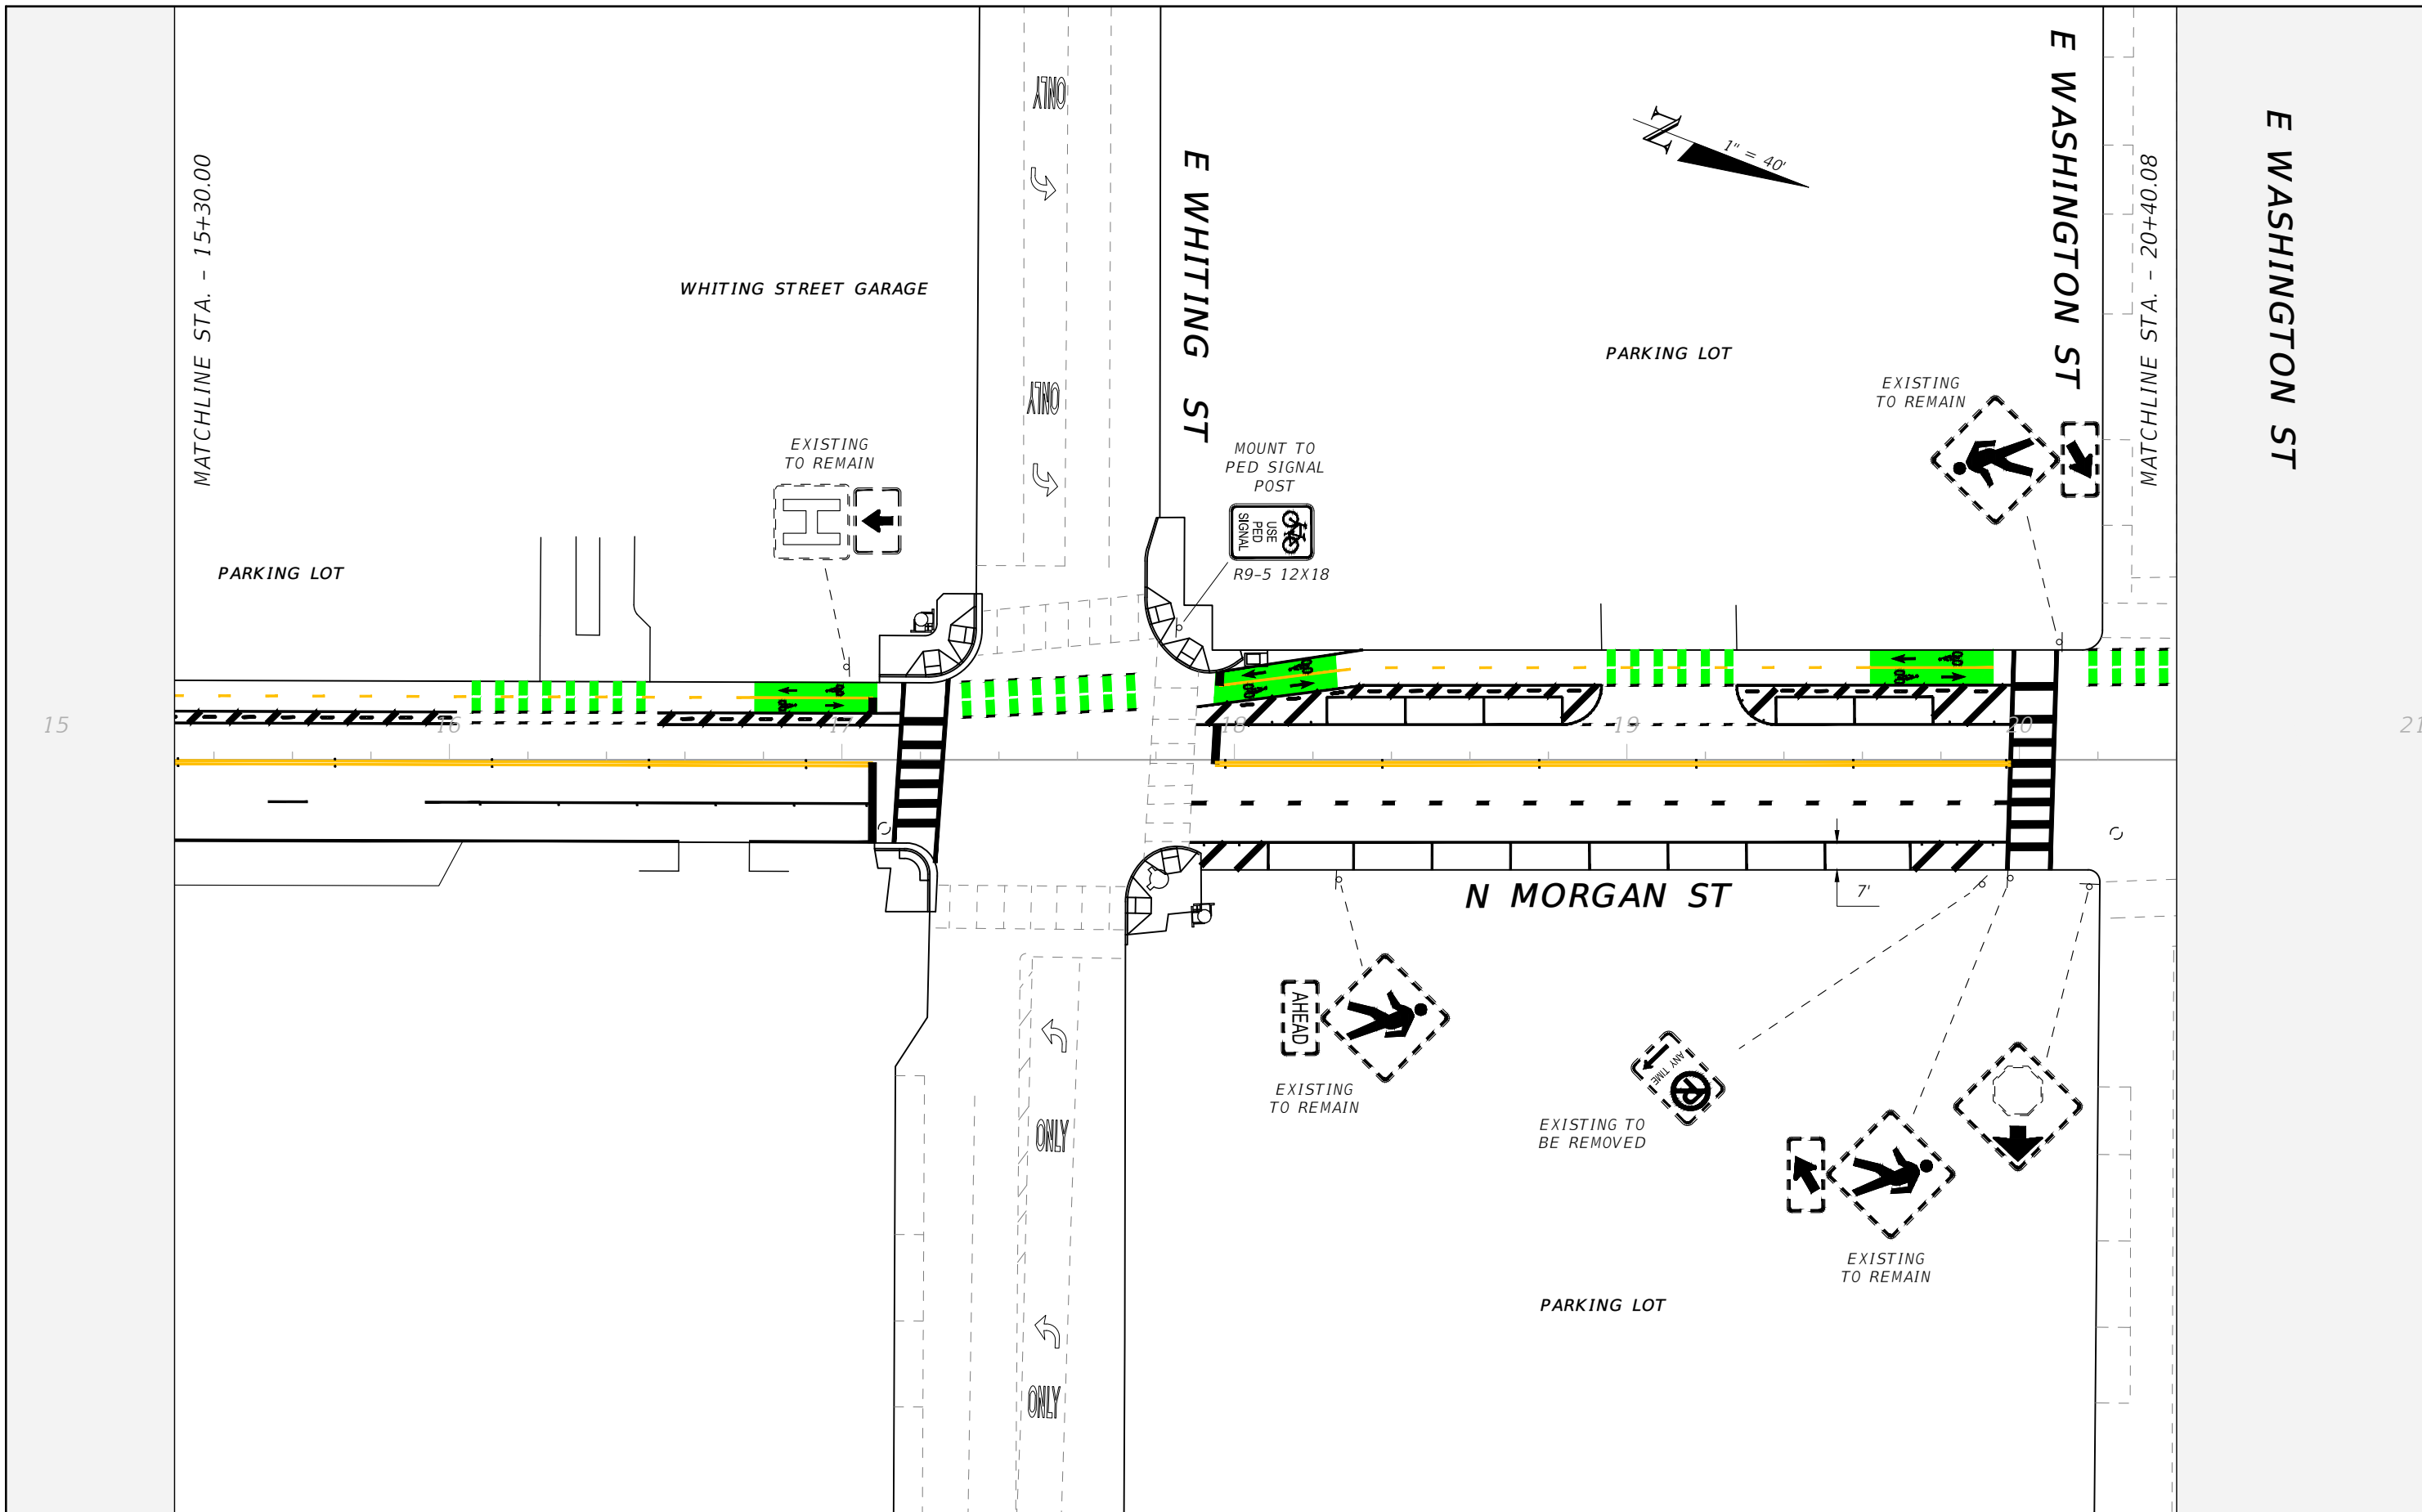 E WASHINGTON ST
E WASHINGTON ST
MATCHLINE STA. - 15+30.00
MATCHLINE STA. - 20+40.08
ONLY
N
1" = 40'
E WHITING ST
WHITING STREET GARAGE
PARKING LOT
EXISTING
TO REMAIN
ONLY
EXISTING
TO REMAIN
H
MOUNT TO
PED SIGNAL
POST
USE
PED
SIGNAL
R9-5 12X18
PARKING LOT
15
16
17
18
19
20
21
7'
N MORGAN ST
AHEAD
EXISTING
TO REMAIN
ANY TIME
P
EXISTING TO
BE REMOVED
ONLY
EXISTING
TO REMAIN
PARKING LOT
ONLY